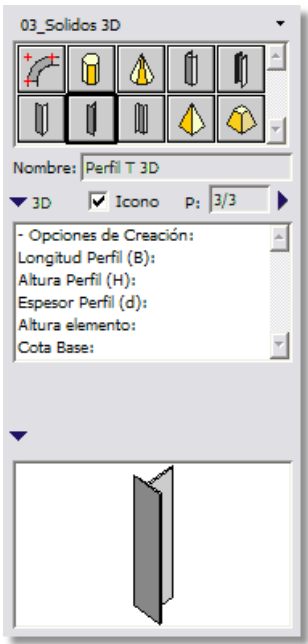 03_Solidos 3D
Nombre: Perfil T 3D
3D Icono P: 3/3
- Opciones de Creación:
Longitud Perfil (B):
Altura Perfil (H):
Espesor Perfil (d):
Altura elemento:
Cota Base: